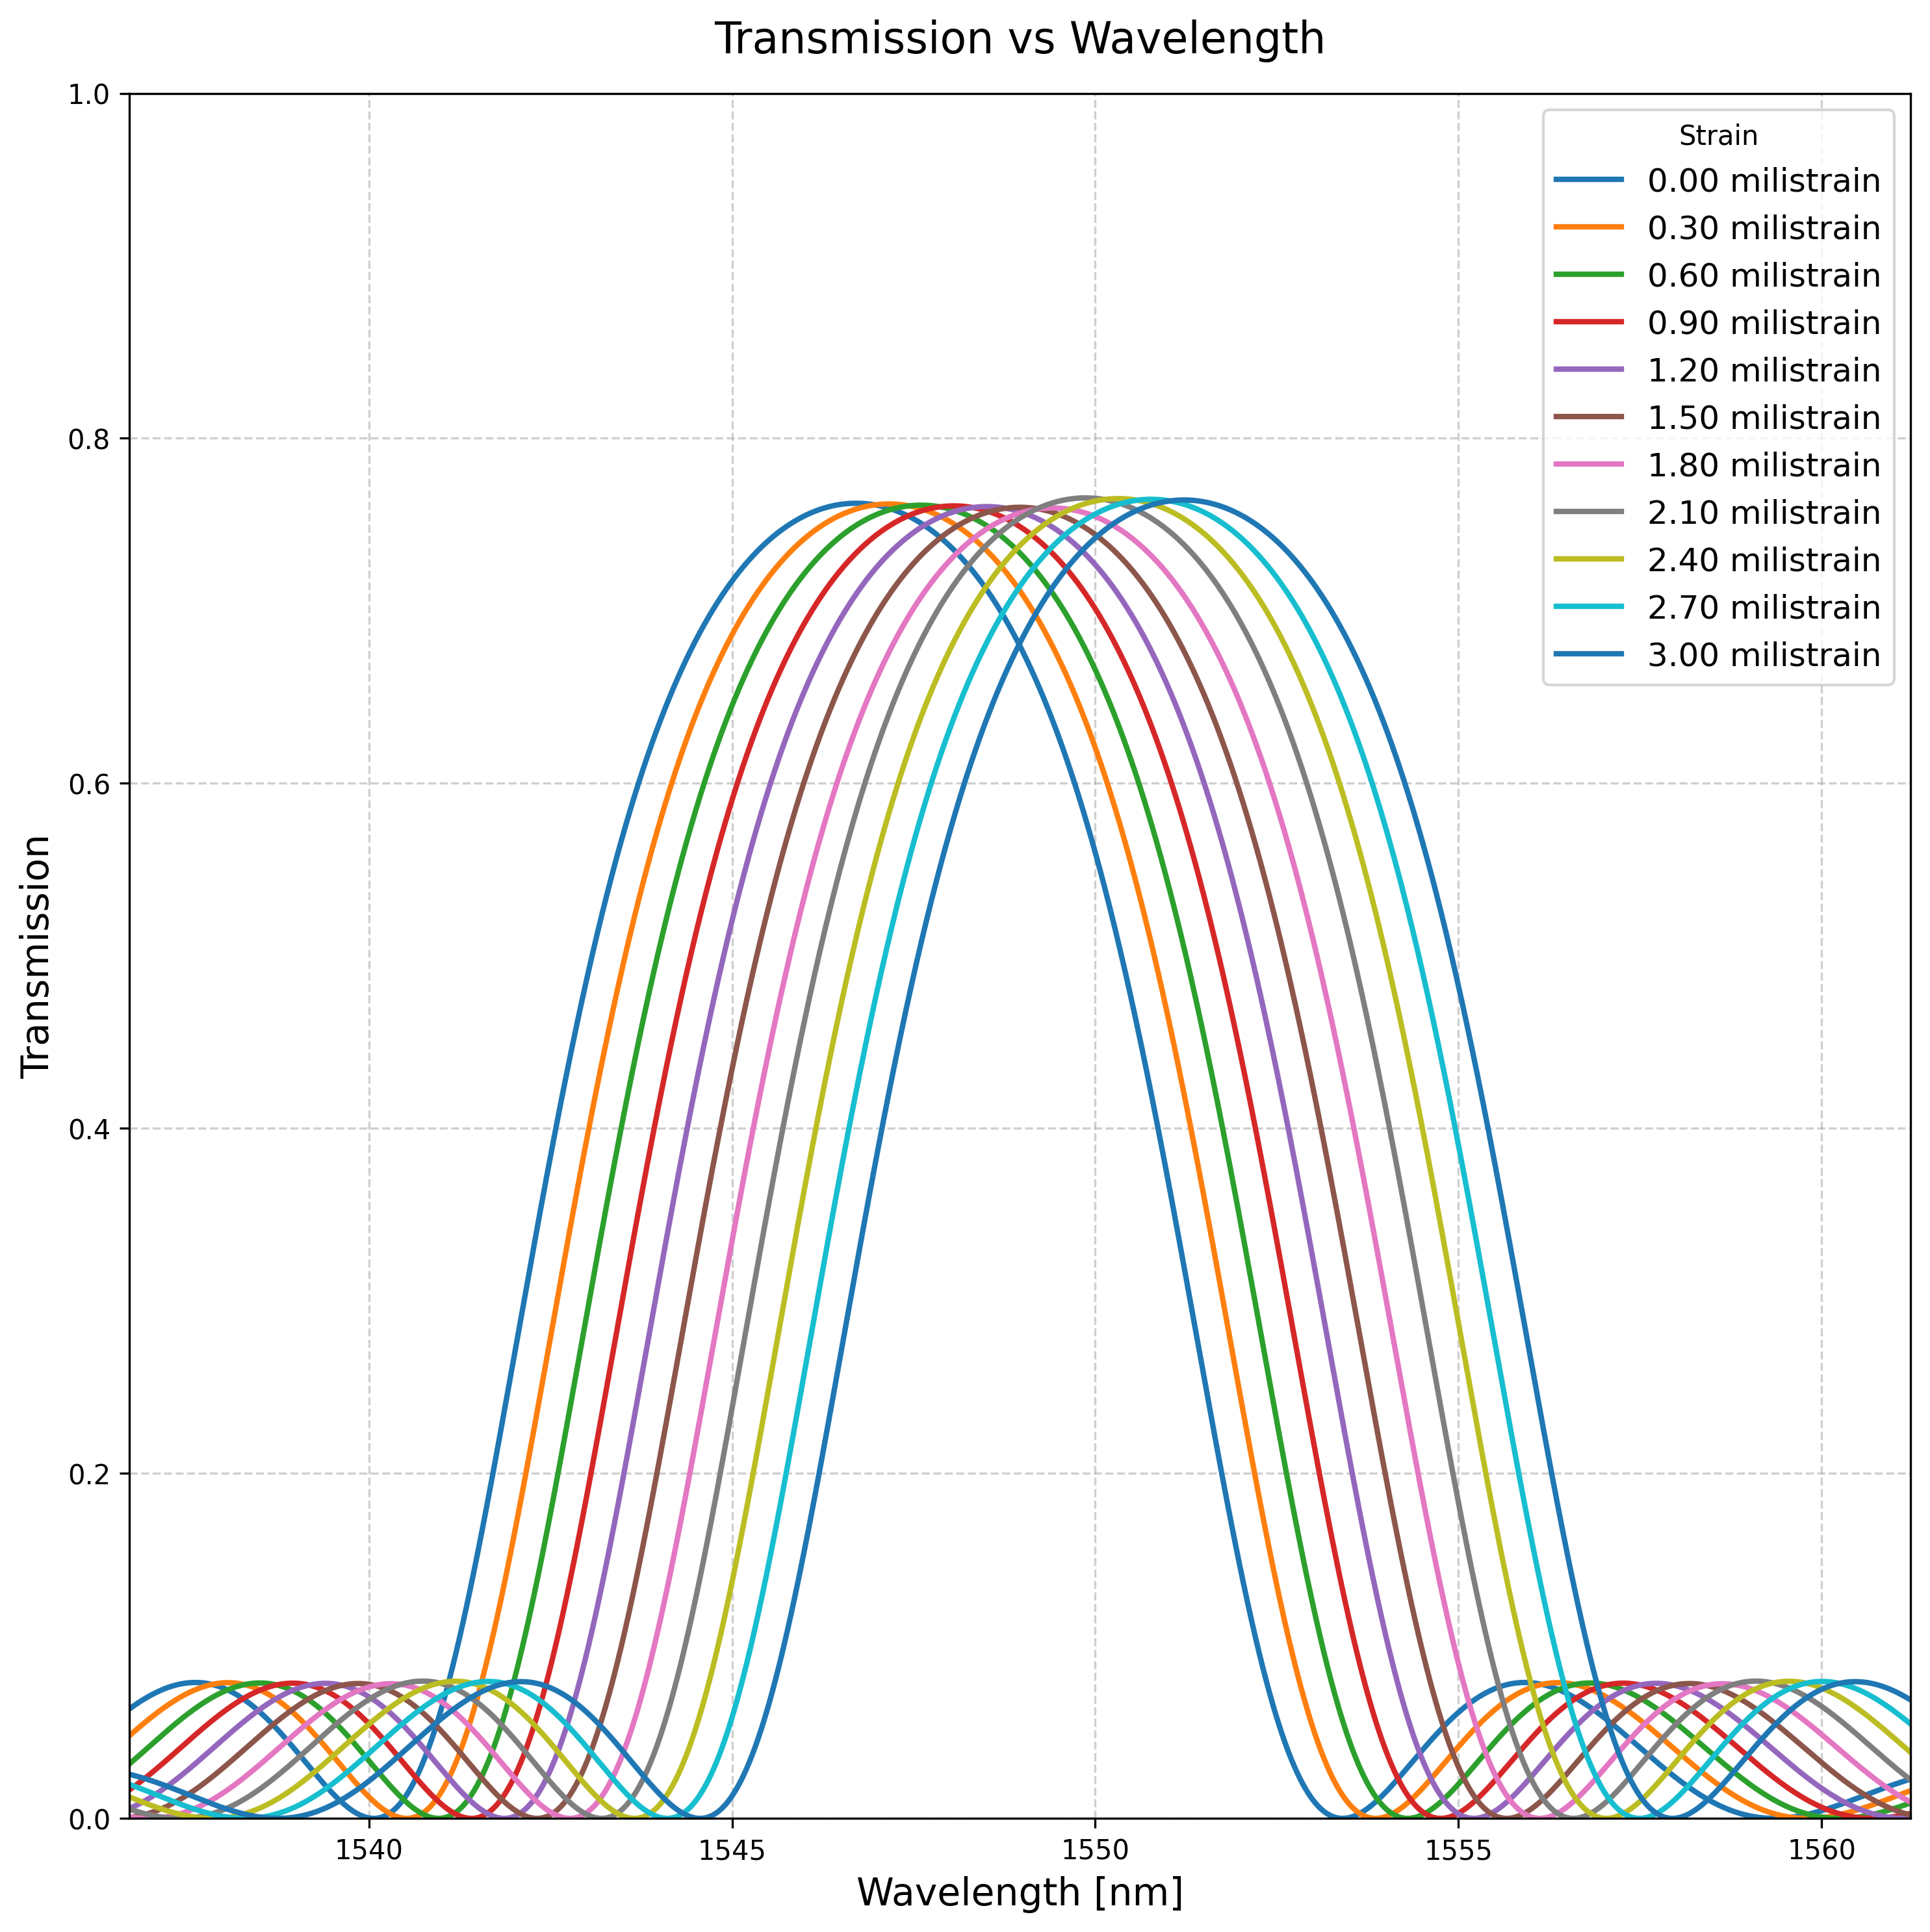 Transmission vs Wavelength
1.0
0.8
0.6
0.4
0.2
0.0
Transmission
1540
1545
1550
1555
1560
Wavelength [nm]
Strain
0.00 milistrain
0.30 milistrain
0.60 milistrain
0.90 milistrain
1.20 milistrain
1.50 milistrain
1.80 milistrain
2.10 milistrain
2.40 milistrain
2.70 milistrain
3.00 milistrain